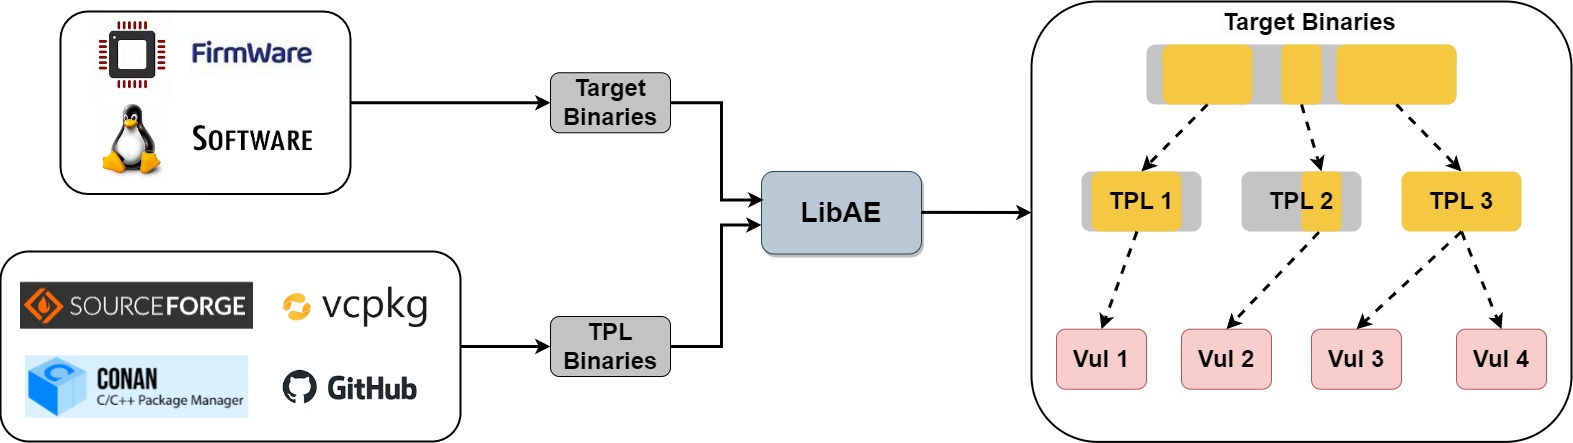 FirmWare
SOFTWARE
SOURCEFORGE
vcpkg
CONAN
C/C++ Package Manager
GitHub
Target
Binaries
TPL
Binaries
LibAE
Target Binaries
TPL 1
TPL 2
TPL 3
Vul 1
Vul 2
Vul 3
Vul 4